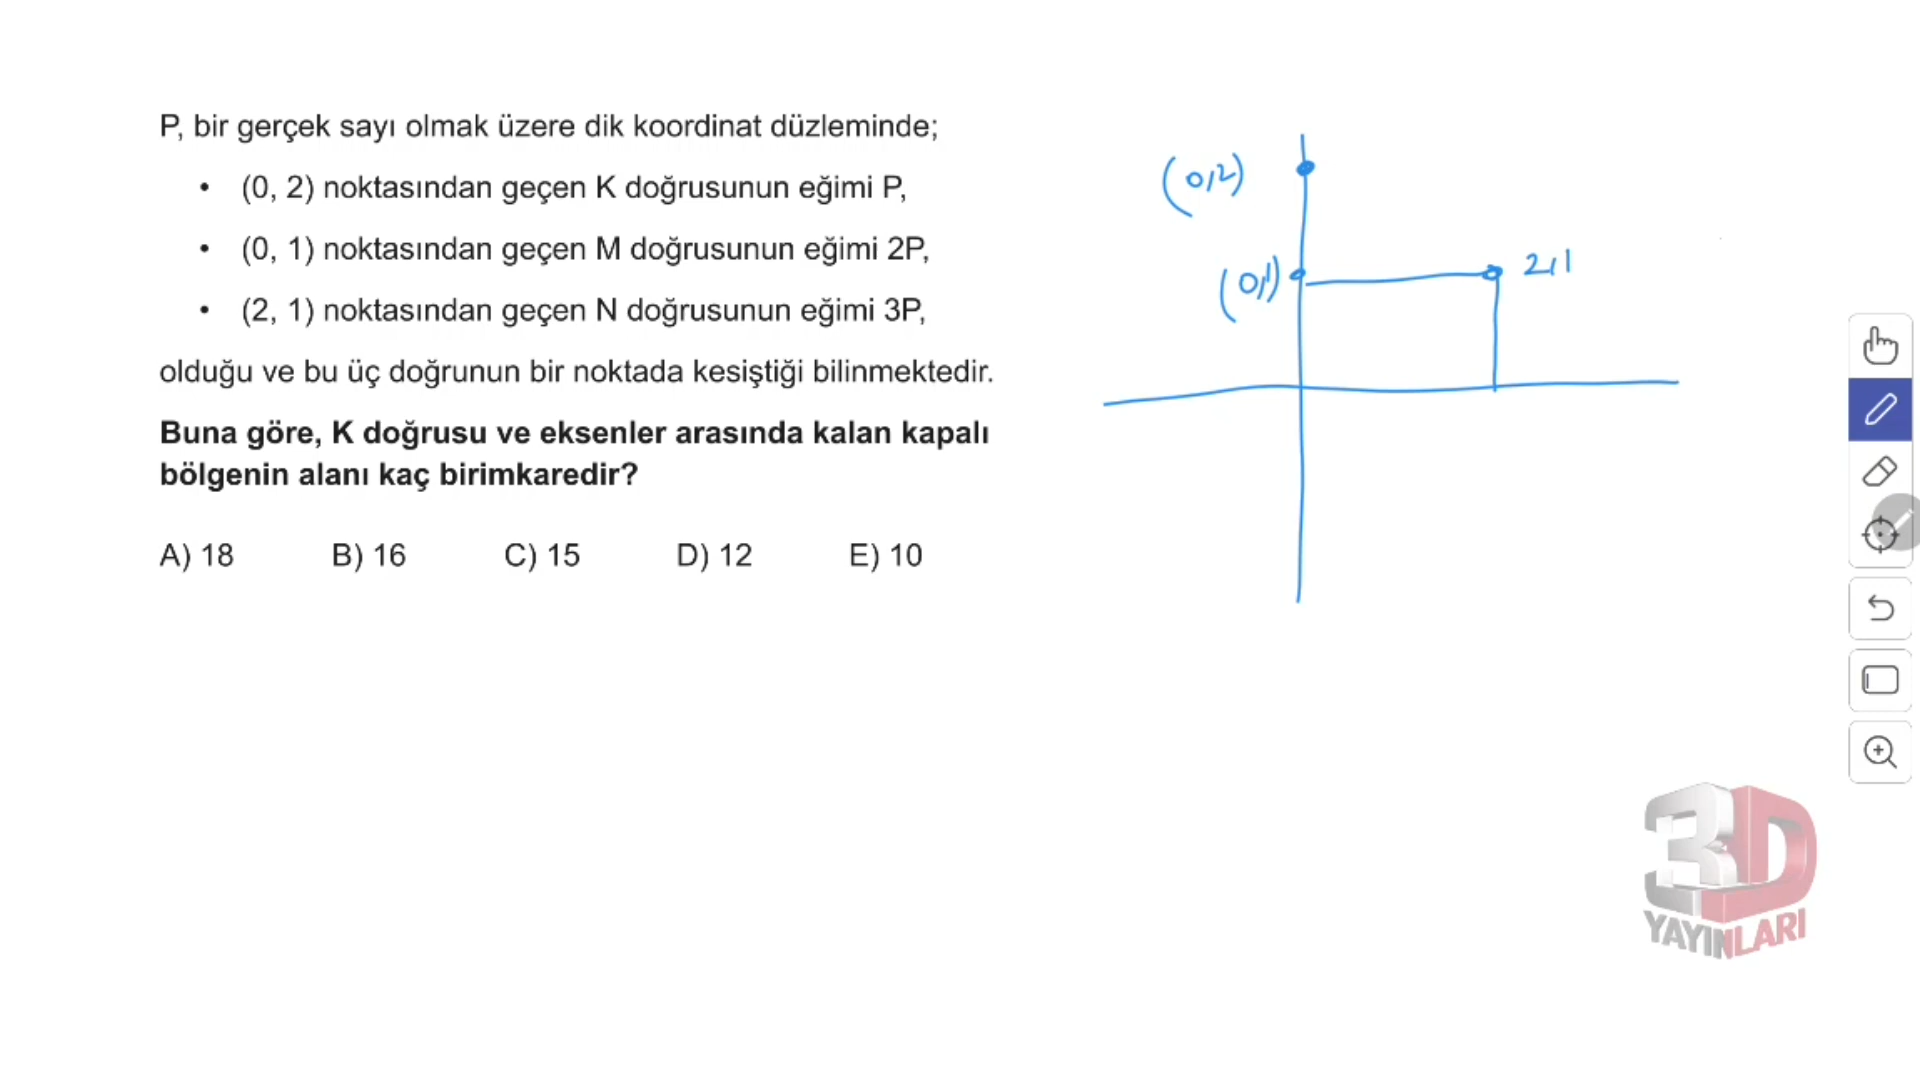 P, bir gerçek sayı olmak üzere dik koordinat düzleminde;
• (0, 2) noktasından geçen K doğrusunun eğimi P,
• (0, 1) noktasından geçen M doğrusunun eğimi 2P,
• (2, 1) noktasından geçen N doğrusunun eğimi 3P,
olduğu ve bu üç doğrunun bir noktada kesiştiği bilinmektedir.
Buna göre, K doğrusu ve eksenler arasında kalan kapalı
bölgenin alanı kaç birimkaredir?
A) 18 B) 16 C) 15 D) 12 E) 10
(0,2)
(0,1)
2,1
3D
YAYINLARI